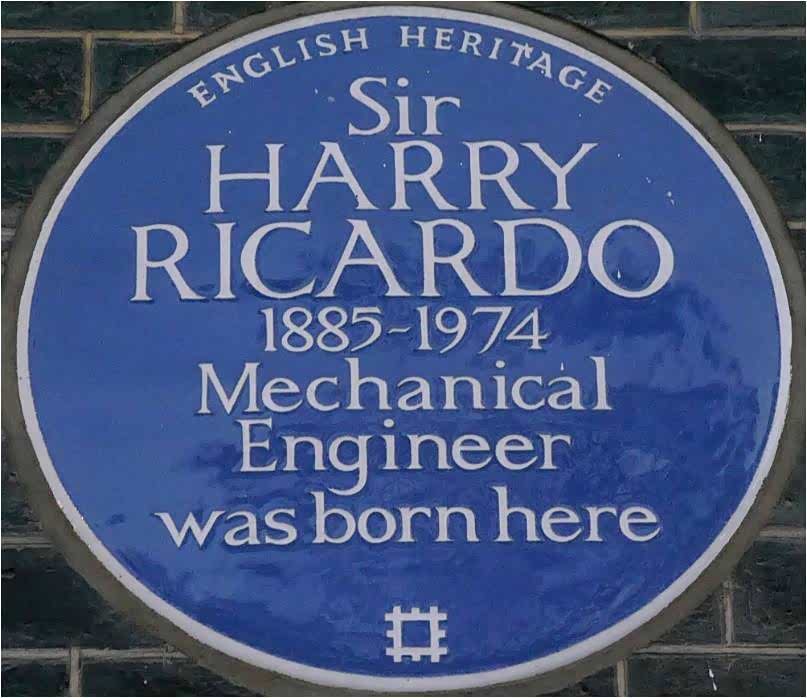 ENGLISH HERITAGE
Sir
HARRY
RICARDO
1885-1974
Mechanical
Engineer
was born here